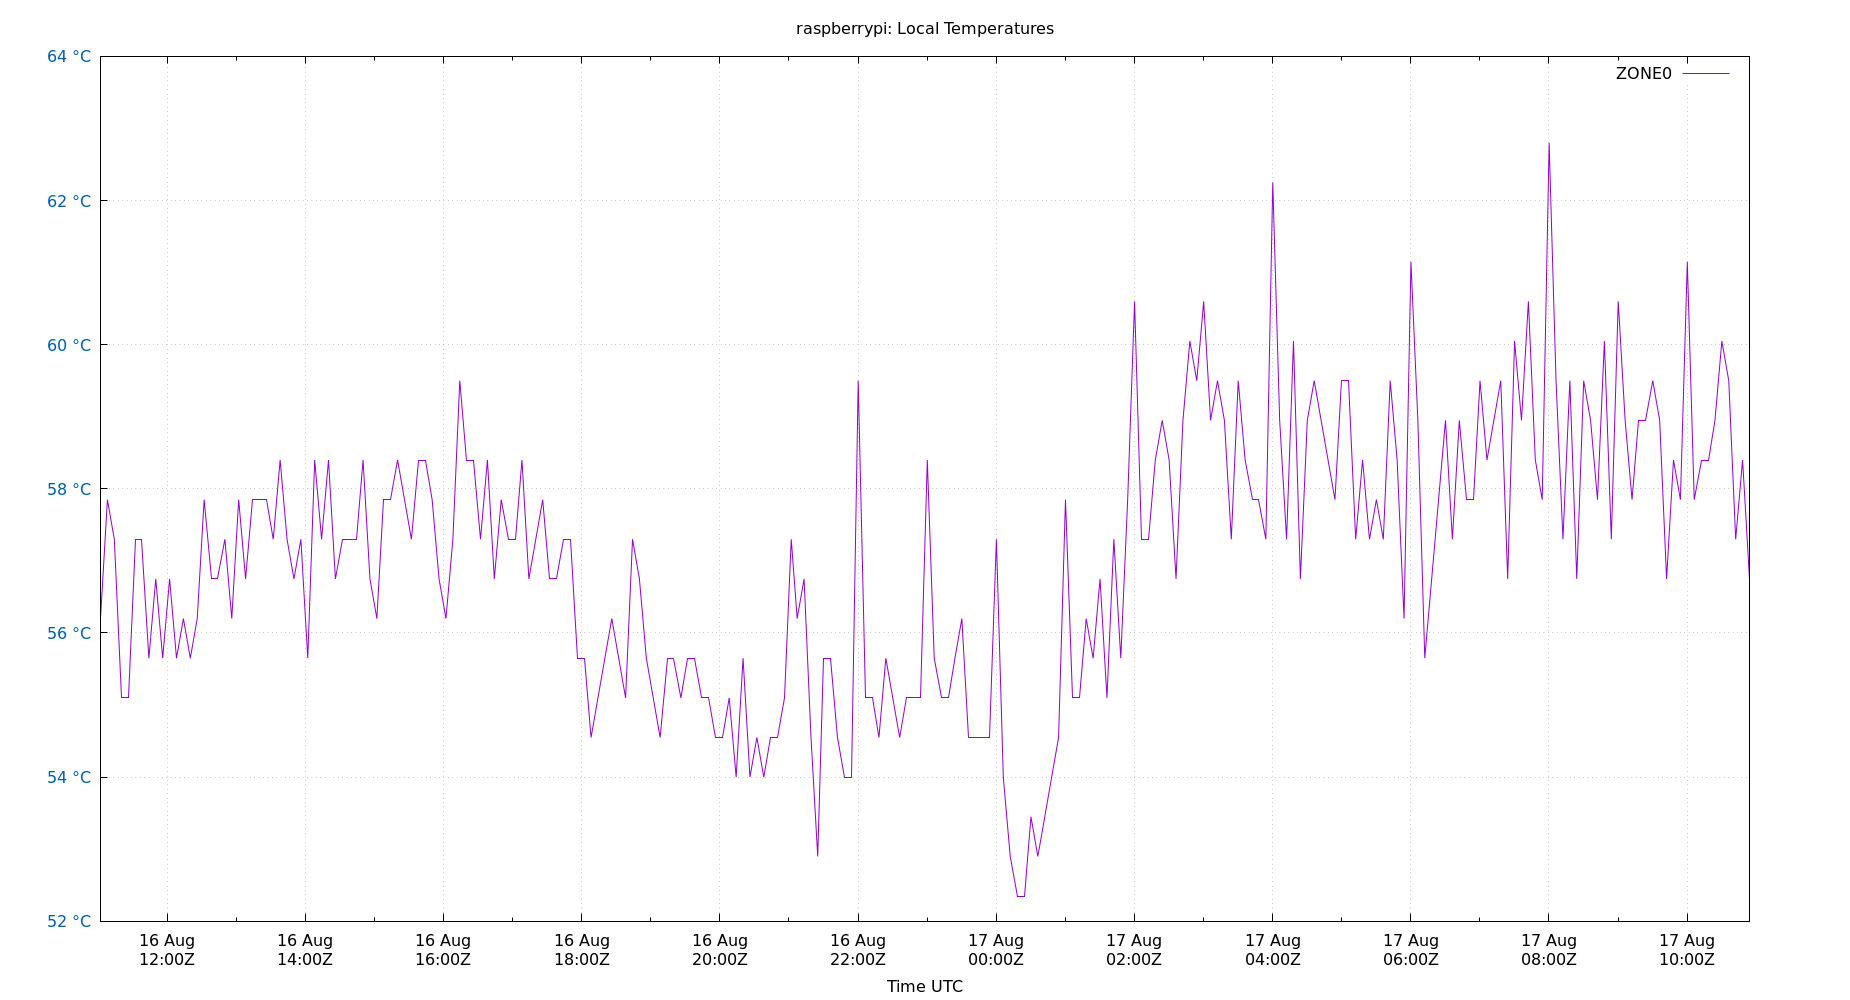 raspberrypi: Local Temperatures
64 °C
ZONE0
62 °C
60 °C
58 °C
56 °C
54 °C
52 °C
16 Aug 16 Aug 16 Aug 16 Aug 16 Aug 16 Aug 17 Aug 17 Aug 17 Aug 17 Aug 17 Aug 17 Aug
12:00Z 14:00Z 16:00Z 18:00Z 20:00Z 22:00Z 00:00Z 02:00Z 04:00Z 06:00Z 08:00Z 10:00Z
Time UTC